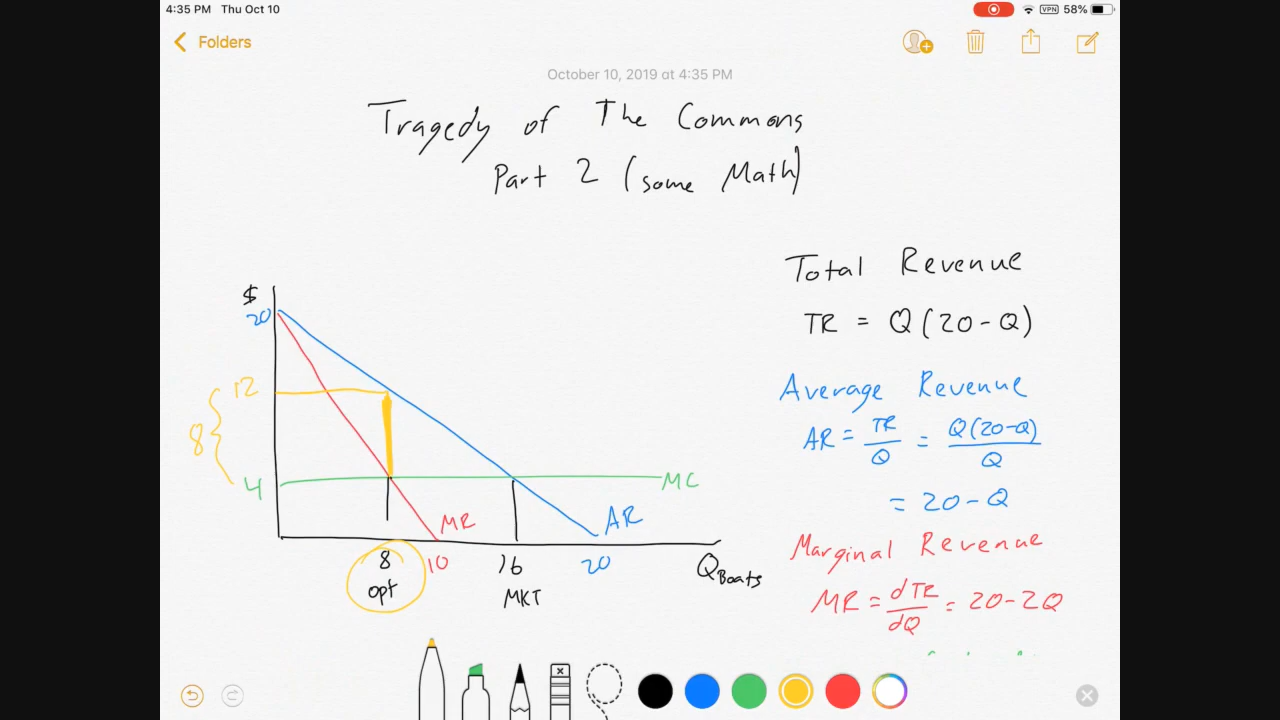 4:35 PM Thu Oct 10
VPN 58%
Folders
October 10, 2019 at 4:35 PM
Tragedy of The Commons
Part 2 (some Math)
Total Revenue
TR = Q(20-Q)
Average Revenue
AR = TR/Q = Q(20-Q)/Q
= 20-Q
Marginal Revenue
MR = dTR/dQ = 20-2Q
$
20
12
8
4
MC
MR
AR
8
10
16
20
Q Boats
opt
MKT